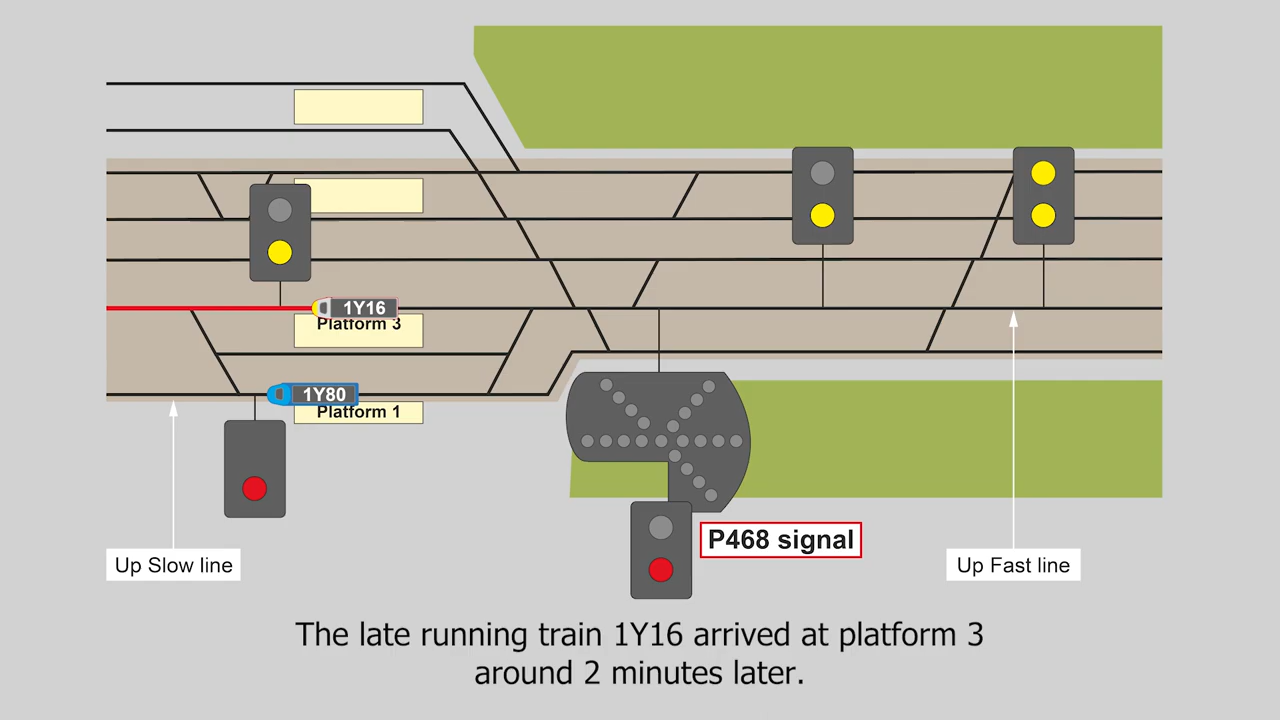 1Y16
Platform 3
1Y80
Platform 1
P468 signal
Up Slow line
Up Fast line
The late running train 1Y16 arrived at platform 3
around 2 minutes later.